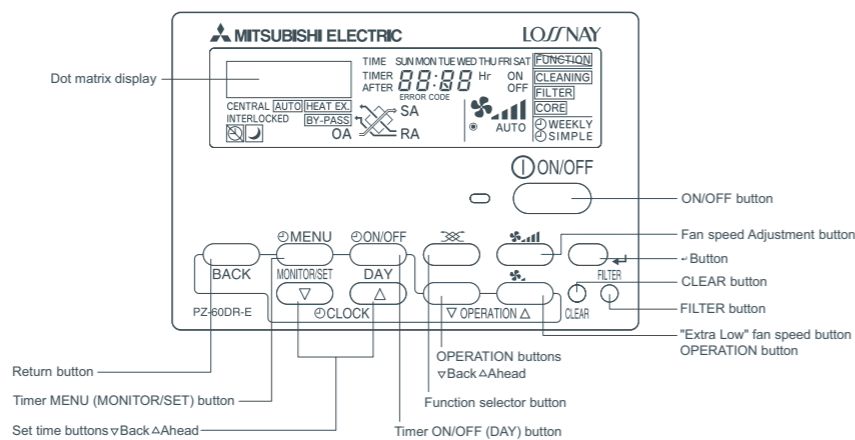 MITSUBISHI ELECTRIC
LOSSNAY
TIME SUN MON TUE WED THU FRI SAT
TIMER 88:88 Hr ON
AFTER OFF
ERROR CODE
FUNCTION
CLEANING
FILTER
CORE
CENTRAL AUTO HEAT EX.
INTERLOCKED BY-PASS
SA
OA RA
AUTO
WEEKLY
SIMPLE
Dot matrix display
ON/OFF
ON/OFF button
MENU
ON/OFF
Fan speed Adjustment button
↵Button
BACK
MONITOR/SET
DAY
FILTER
CLEAR button
▽
△
PZ-60DR-E
CLOCK
▽ OPERATION △
CLEAR
FILTER button
"Extra Low" fan speed button
OPERATION button
OPERATION buttons
▽Back △Ahead
Return button
Function selector button
Timer MENU (MONITOR/SET) button
Set time buttons ▽Back △Ahead
Timer ON/OFF (DAY) button